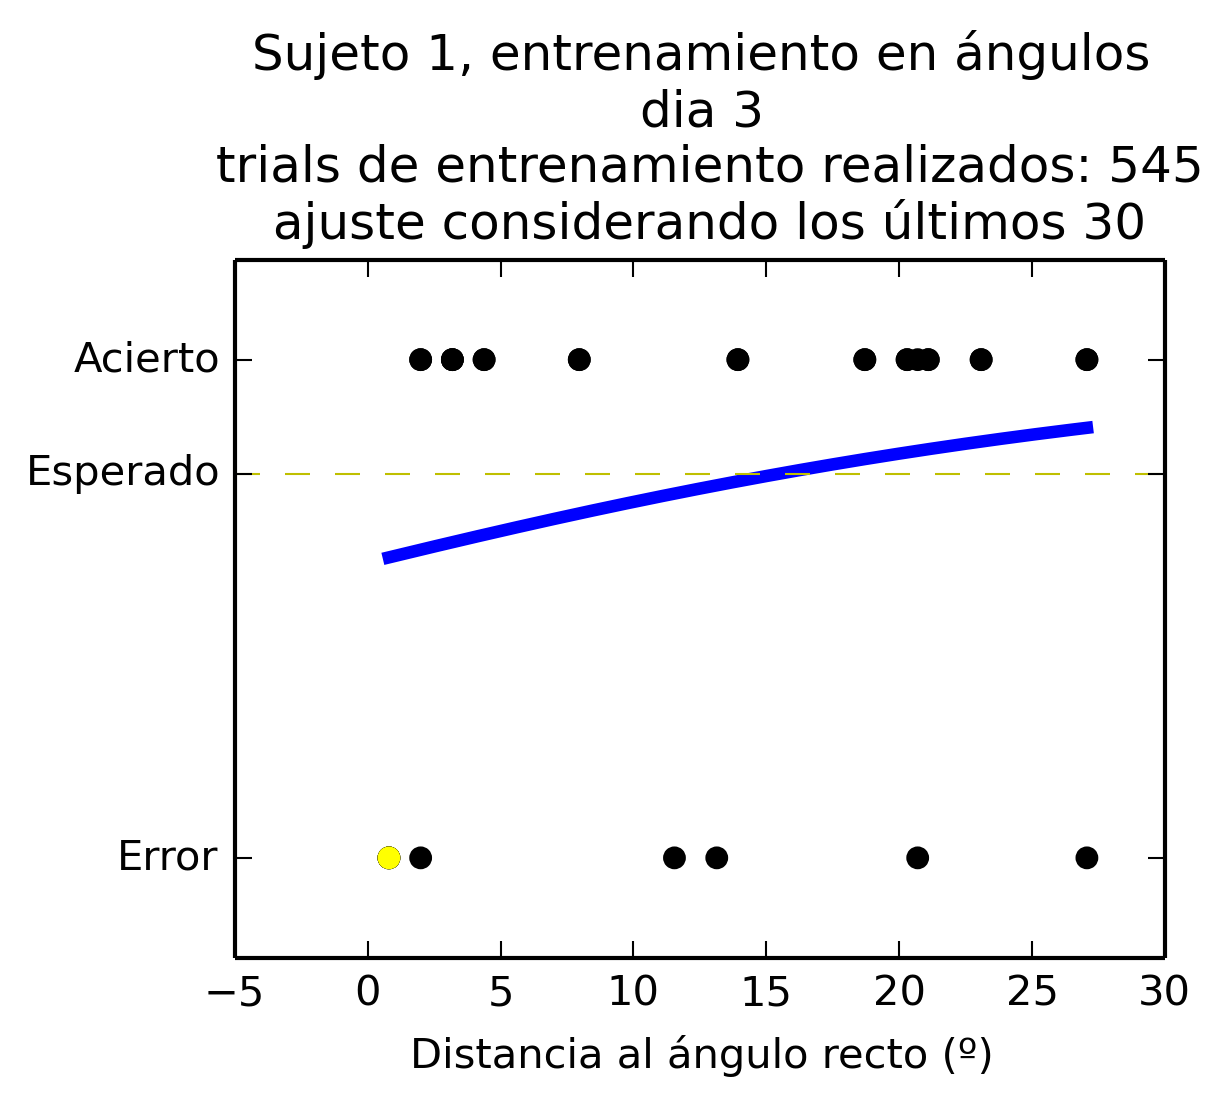 Sujeto 1, entrenamiento en ángulos
dia 3
trials de entrenamiento realizados: 545
ajuste considerando los últimos 30
Acierto
Esperado
Error
−5 0 5 10 15 20 25 30
Distancia al ángulo recto (º)